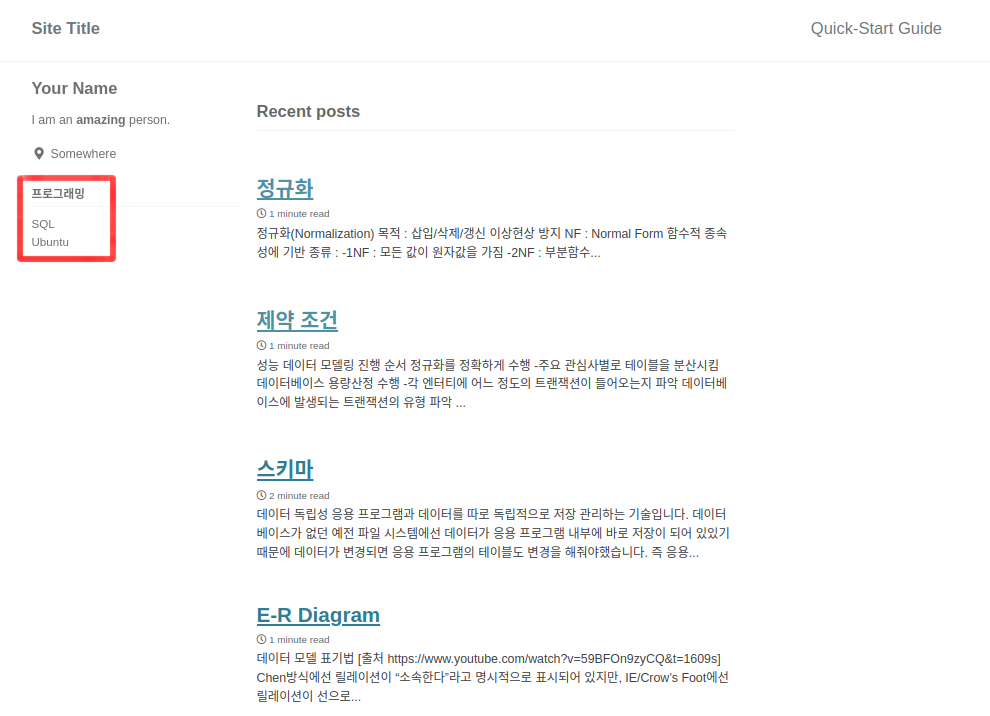 Site Title
Quick-Start Guide
Your Name
I am an amazing person.
Somewhere
프로그래밍
SQL
Ubuntu
Recent posts
정규화
1 minute read
정규화(Normalization) 목적 : 삽입/삭제/갱신 이상현상 방지 NF : Normal Form 함수적 종속
성에 기반 종류 : -1NF : 모든 값이 원자값을 가짐 -2NF : 부분함수...
제약 조건
1 minute read
성능 데이터 모델링 진행 순서 정규화를 정확하게 수행 -주요 관심사별로 테이블을 분산시킴
데이터베이스 용량산정 수행 -각 엔터티에 어느 정도의 트랜잭션이 들어오는지 파악 데이터베
이스에 발생되는 트랜잭션의 유형 파악 ...
스키마
2 minute read
데이터 독립성 응용 프로그램과 데이터를 따로 독립적으로 저장 관리하는 기술입니다. 데이터
베이스가 없던 예전 파일 시스템에선 데이터가 응용 프로그램 내부에 바로 저장이 되어 있있기
때문에 데이터가 변경되면 응용 프로그램의 테이블도 변경을 해줘야했습니다. 즉 응용...
E-R Diagram
1 minute read
데이터 모델 표기법 [출처 https://www.youtube.com/watch?v=59BFOn9zyCQ&t=1609s]
Chen방식에선 릴레이션이 “소속한다”라고 명시적으로 표시되어 있지만, IE/Crow’s Foot에선
릴레이션이 선으로...